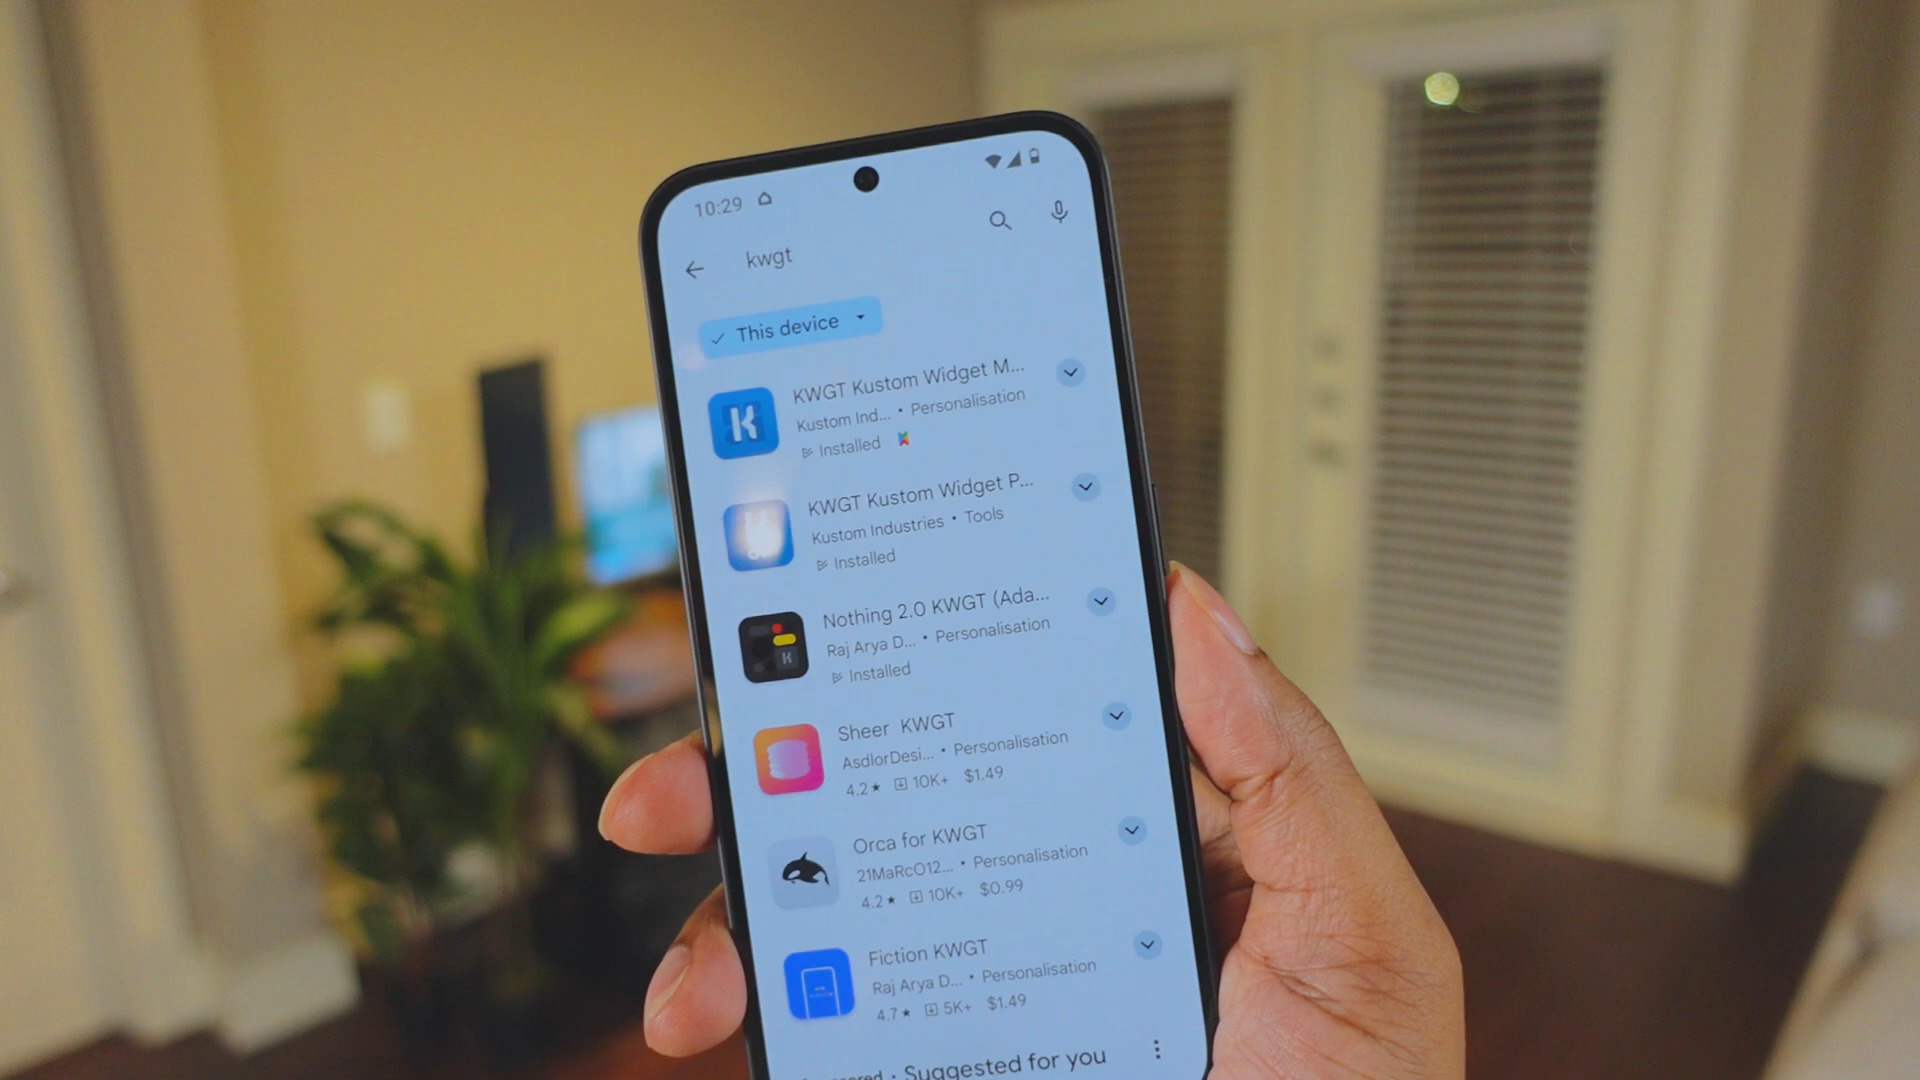 10:29
kwgt
This device
KWGT Kustom Widget M...
Kustom Ind... • Personalisation
Installed
KWGT Kustom Widget P...
Kustom Industries • Tools
Installed
Nothing 2.0 KWGT (Ada...
Raj Arya D... • Personalisation
Installed
Sheer KWGT
AsdlorDesi... • Personalisation
4.2★ 10K+ $1.49
Orca for KWGT
21MaRcO12... • Personalisation
4.2★ 10K+ $0.99
Fiction KWGT
Raj Arya D... • Personalisation
4.7★ 5K+ $1.49
• Suggested for you